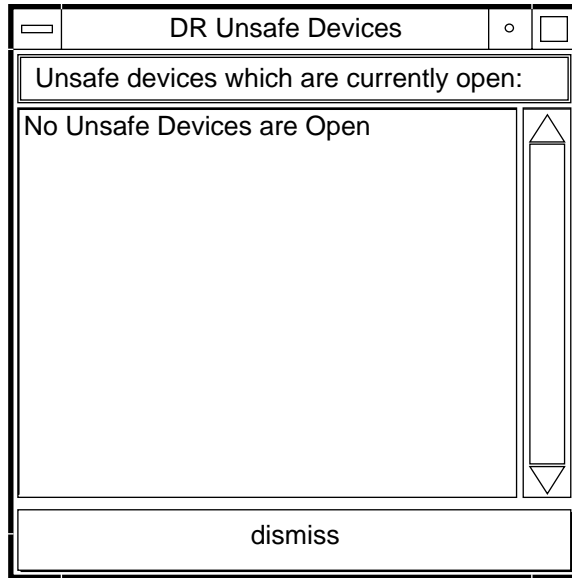 DR Unsafe Devices
Unsafe devices which are currently open:
No Unsafe Devices are Open
dismiss